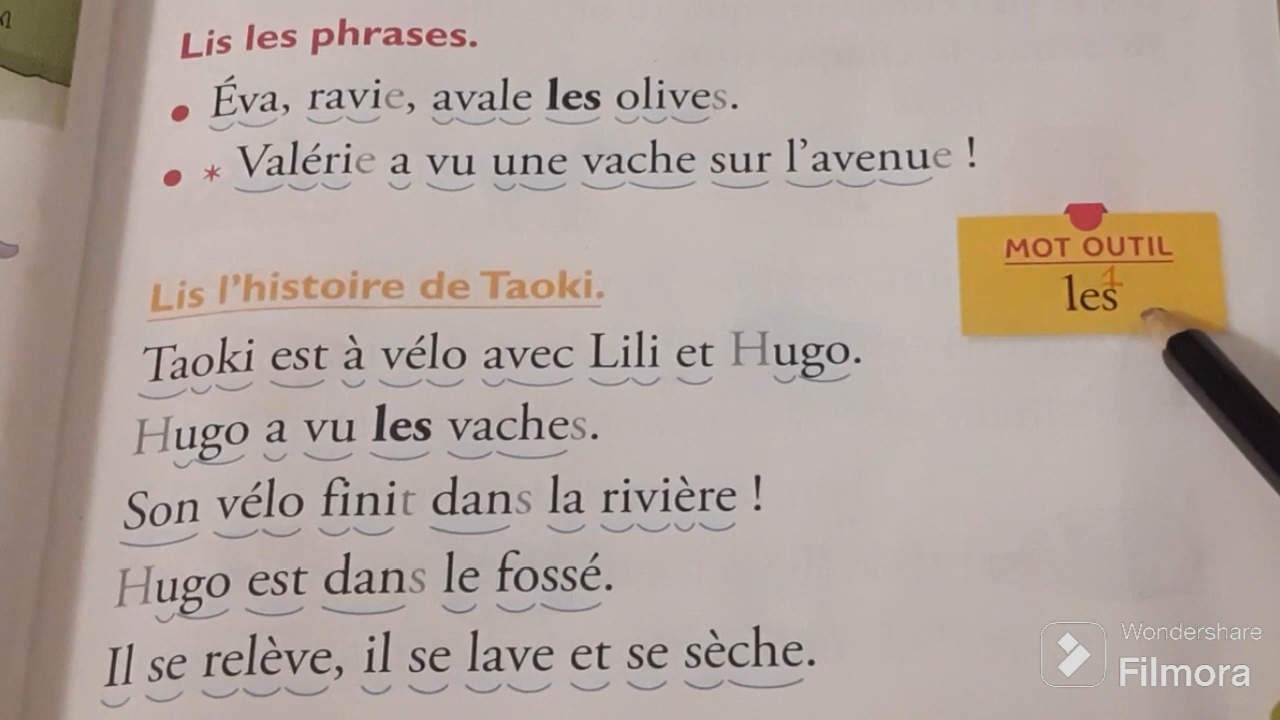 Lis les phrases.
• Éva, ravie, avale les olives.
• * Valérie a vu une vache sur l'avenue !
MOT OUTIL
les
Lis l'histoire de Taoki.
Taoki est à vélo avec Lili et Hugo.
Hugo a vu les vaches.
Son vélo finit dans la rivière !
Hugo est dans le fossé.
Il se relève, il se lave et se sèche.
Wondershare
Filmora